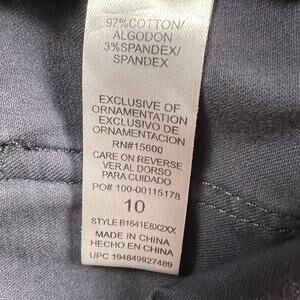 97%COTTON/
ALGODON
3%SPANDEX/
SPANDEX
EXCLUSIVE OF
ORNAMENTATION
EXCLUSIVO DE
ORNAMENTACION
RN#15600
CARE ON REVERSE
VER AL DORSO
PARA CUIDADO
PO# 100-00115178
10
STYLE B1641E8X2XX
MADE IN CHINA
HECHO EN CHINA
UPC 194849927489